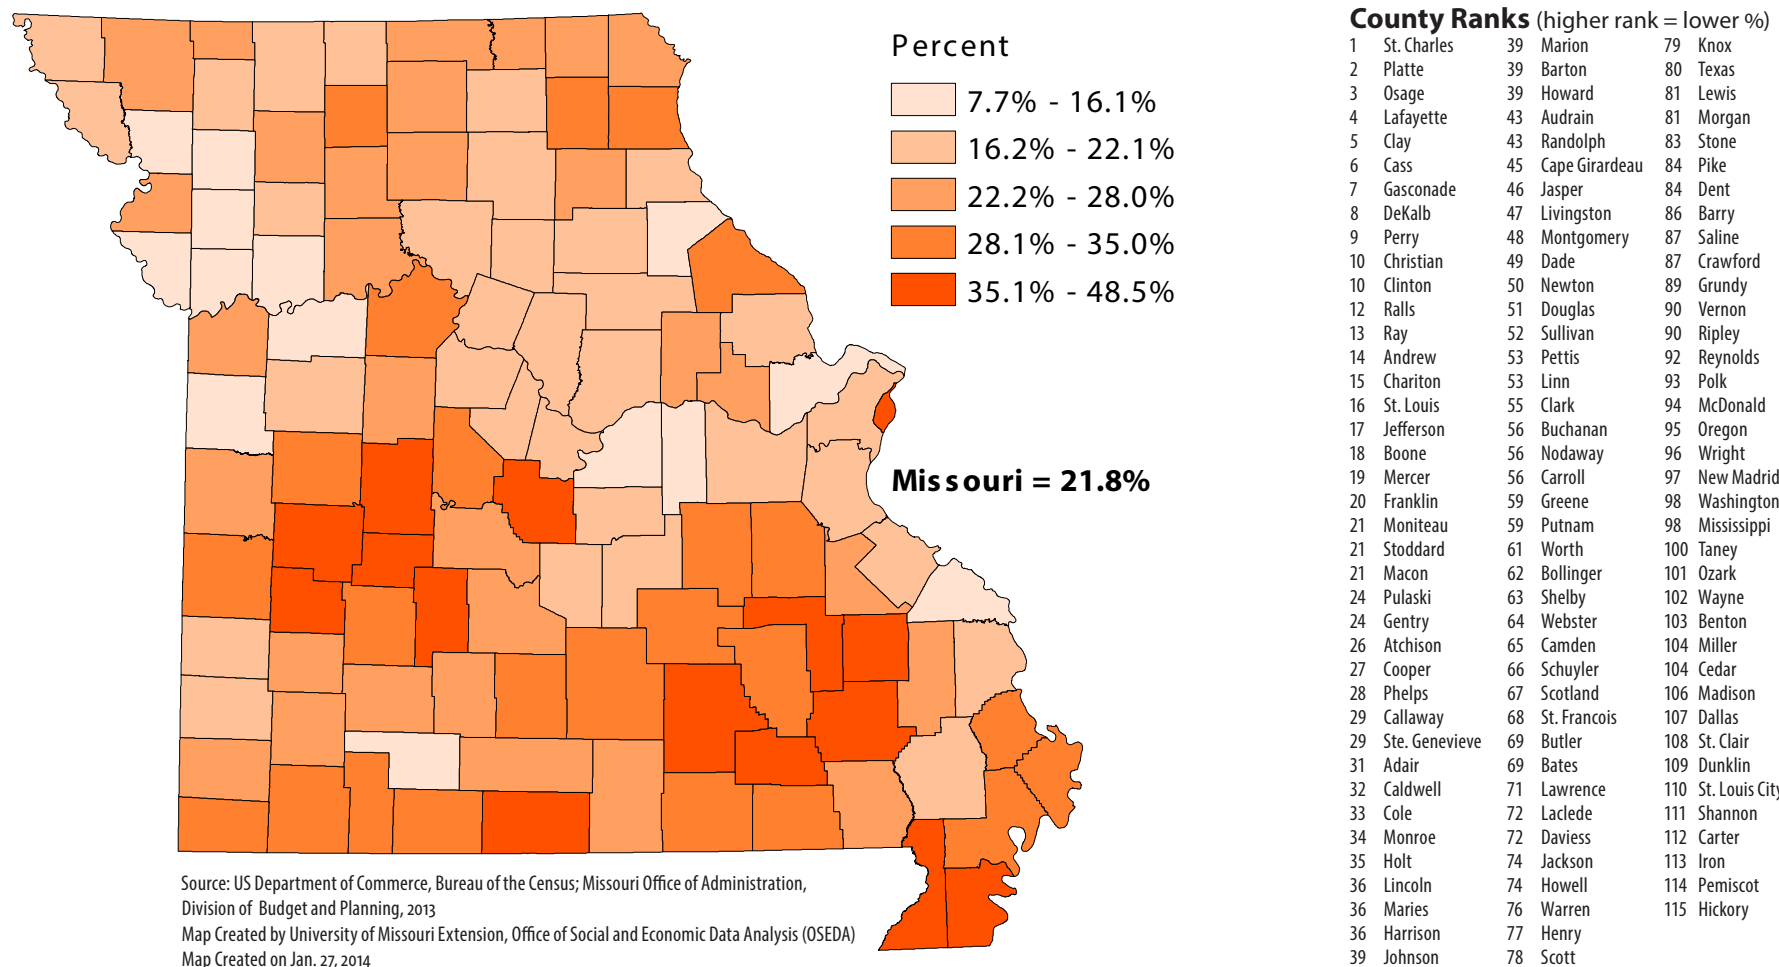 Percent
7.7% - 16.1%
16.2% - 22.1%
22.2% - 28.0%
28.1% - 35.0%
35.1% - 48.5%
Missouri = 21.8%
Source: US Department of Commerce, Bureau of the Census; Missouri Office of Administration,
Division of Budget and Planning, 2013
Map Created by University of Missouri Extension, Office of Social and Economic Data Analysis (OSEDA)
Map Created on Jan. 27, 2014
County Ranks (higher rank = lower %)
1 St. Charles
2 Platte
3 Osage
4 Lafayette
5 Clay
6 Cass
7 Gasconade
8 DeKalb
9 Perry
10 Christian
10 Clinton
12 Ralls
13 Ray
14 Andrew
15 Chariton
16 St. Louis
17 Jefferson
18 Boone
19 Mercer
20 Franklin
21 Moniteau
21 Stoddard
21 Macon
24 Pulaski
24 Gentry
26 Atchison
27 Cooper
28 Phelps
29 Callaway
29 Ste. Genevieve
31 Adair
32 Caldwell
33 Cole
34 Monroe
35 Holt
36 Lincoln
36 Maries
36 Harrison
39 Johnson
39 Marion
39 Barton
39 Howard
43 Audrain
43 Randolph
45 Cape Girardeau
46 Jasper
47 Livingston
48 Montgomery
49 Dade
50 Newton
51 Douglas
52 Sullivan
53 Pettis
53 Linn
55 Clark
56 Buchanan
56 Nodaway
56 Carroll
59 Greene
59 Putnam
61 Worth
62 Bollinger
63 Shelby
64 Webster
65 Camden
66 Schuyler
67 Scotland
68 St. Francois
69 Butler
69 Bates
71 Lawrence
72 Laclede
72 Daviess
74 Jackson
74 Howell
76 Warren
77 Henry
78 Scott
79 Knox
80 Texas
81 Lewis
81 Morgan
83 Stone
84 Pike
84 Dent
86 Barry
87 Saline
87 Crawford
89 Grundy
90 Vernon
90 Ripley
92 Reynolds
93 Polk
94 McDonald
95 Oregon
96 Wright
97 New Madrid
98 Washington
98 Mississippi
100 Taney
101 Ozark
102 Wayne
103 Benton
104 Miller
104 Cedar
106 Madison
107 Dallas
108 St. Clair
109 Dunklin
110 St. Louis City
111 Shannon
112 Carter
113 Iron
114 Pemiscot
115 Hickory